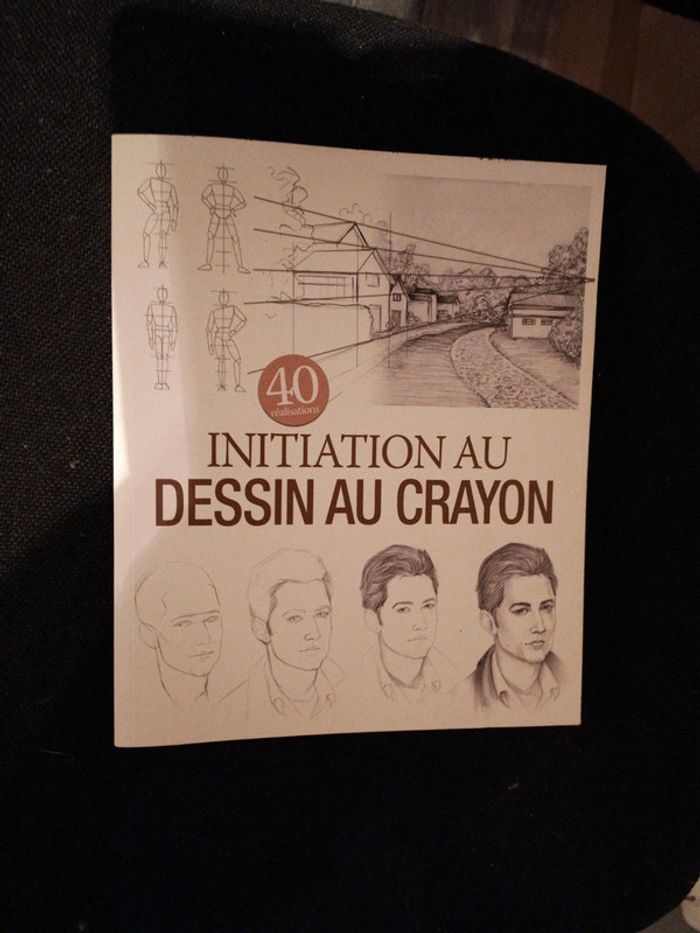 40
réalisations
INITIATION AU
DESSIN AU CRAYON